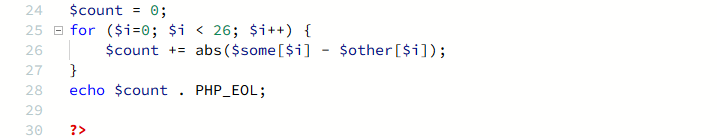 24 $count = 0;
25 for ($i=0; $i < 26; $i++) {
26 $count += abs($some[$i] - $other[$i]);
27 }
28 echo $count . PHP_EOL;
29
30 ?>